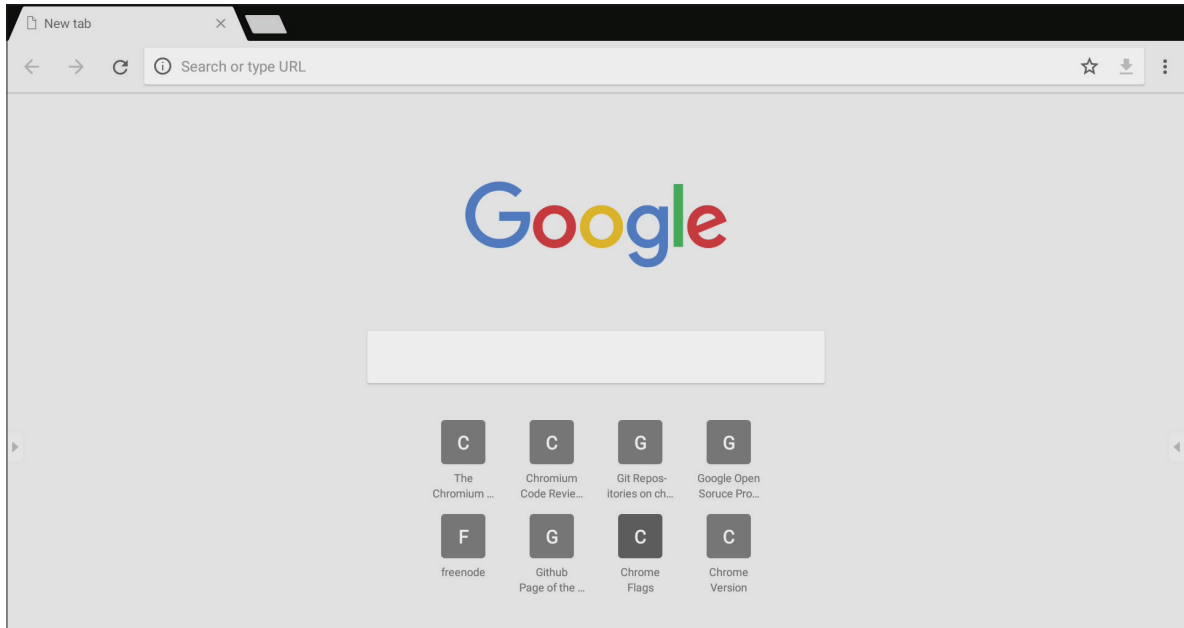 New tab
Search or type URL
Google
C C G G
The Chromium Git Repos- Google Open
Chromium ... Code Revie... itories on ch... Soruce Pro...
F G C C
freenode Github Chrome Chrome
Page of the ... Flags Version